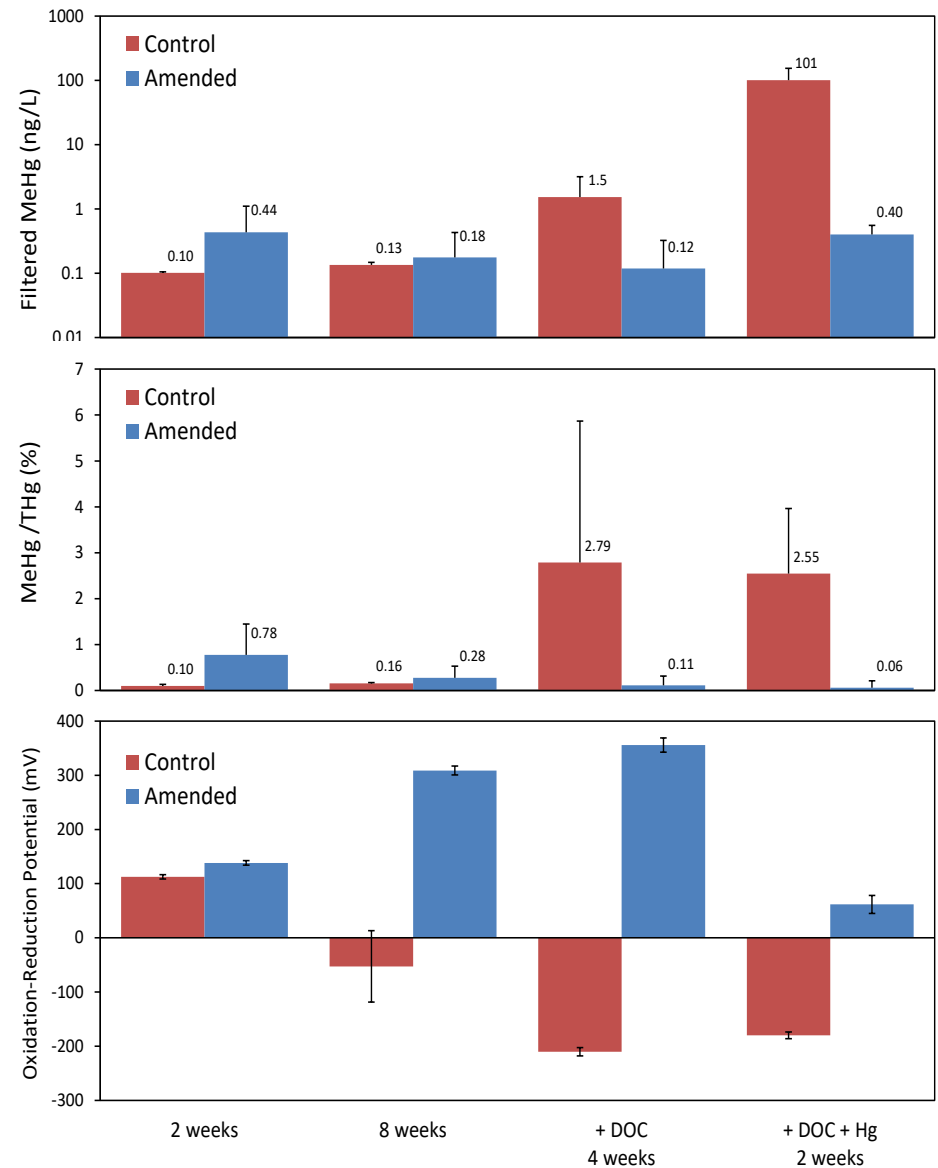 Filtered MeHg (ng/L)
1000
100
10
1
0.1
0.01
Control
Amended
0.10
0.44
0.13
0.18
1.5
0.12
101
0.40
MeHg /THg (%)
7
6
5
4
3
2
1
0
Control
Amended
0.10
0.78
0.16
0.28
2.79
0.11
2.55
0.06
Oxidation-Reduction Potential (mV)
400
300
200
100
0
-100
-200
-300
Control
Amended
2 weeks
8 weeks
+ DOC
4 weeks
+ DOC + Hg
2 weeks